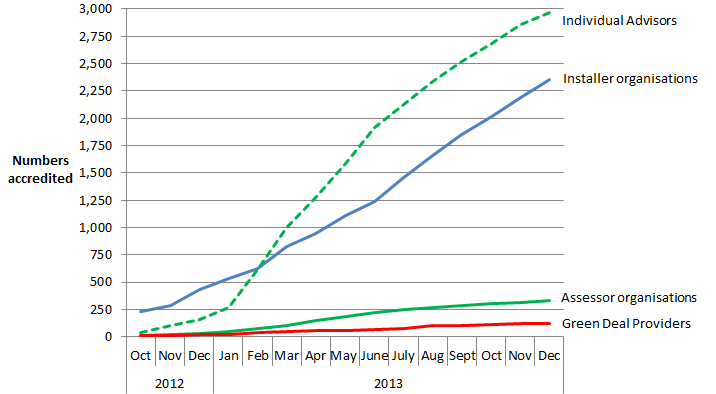 3,000
2,750
2,500
2,250
2,000
1,750
1,500
1,250
1,000
750
500
250
0
Numbers
accredited
Individual Advisors
Installer organisations
Assessor organisations
Green Deal Providers
Oct Nov Dec Jan Feb Mar Apr May June July Aug Sept Oct Nov Dec
2012 2013